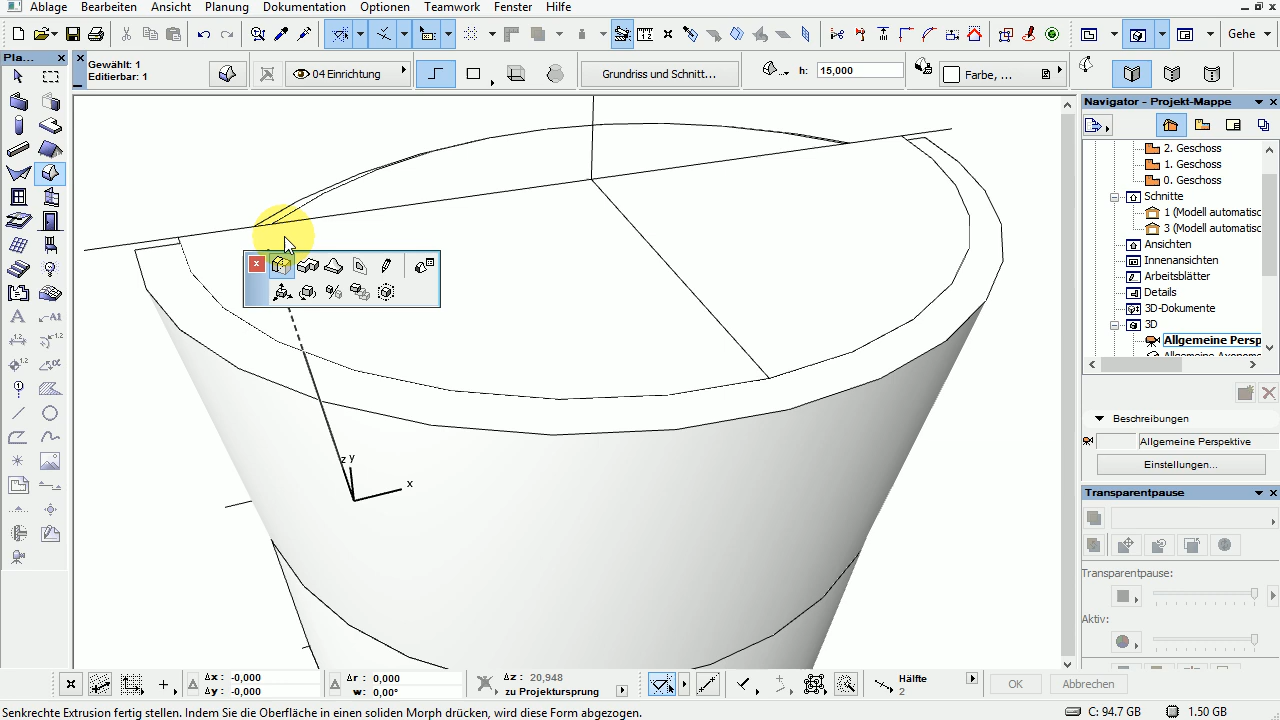 Ablage Bearbeiten Ansicht Planung Dokumentation Optionen Teamwork Fenster Hilfe
Gehe
Pla...
Gewählt: 1
Editierbar: 1
04 Einrichtung
Grundriss und Schnitt...
h: 15,000
Farbe, ...
Navigator - Projekt-Mappe
2. Geschoss
1. Geschoss
0. Geschoss
Schnitte
1 (Modell automatisc
3 (Modell automatisc
Ansichten
Innenansichten
Arbeitsblätter
Details
3D-Dokumente
3D
Allgemeine Persp
Beschreibungen
Allgemeine Perspektive
Einstellungen...
Transparentpause
Transparentpause:
Aktiv:
z y
x
Δx : -0,000
Δy : -0,000
Δr : 0,000
w: 0,00°
Δz : 20,948
zu Projektursprung
Hälfte
2
OK
Abbrechen
Senkrechte Extrusion fertig stellen. Indem Sie die Oberfläche in einen soliden Morph drücken, wird diese Form abgezogen.
C: 94.7 GB
1.50 GB